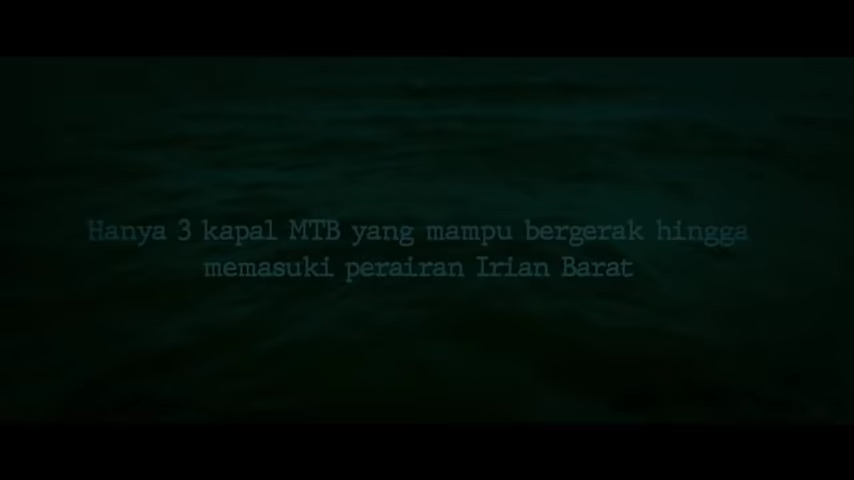 Hanya 3 kapal MTB yang mampu bergerak hingga
memasuki perairan Irian Barat